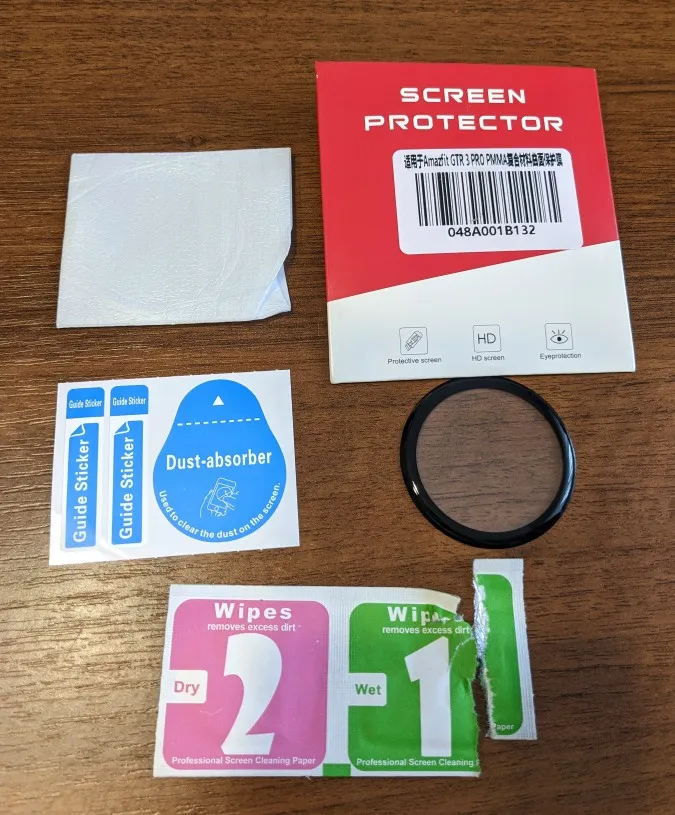 SCREEN
PROTECTOR
适用于Amazfit GTR 3 PRO PMMA复合材料曲面保护膜
048A001B132
Protective screen
HD
HD screen
Eyeprotection
Guide Sticker
Guide Sticker
Guide Sticker
Guide Sticker
Dust-absorber
Used to clear the dust on the screen.
Wipes
removes excess dirt
2
Dry
Professional Screen Cleaning Paper
Wipes
removes excess dirt
1
Wet
Professional Screen Cleaning
Paper